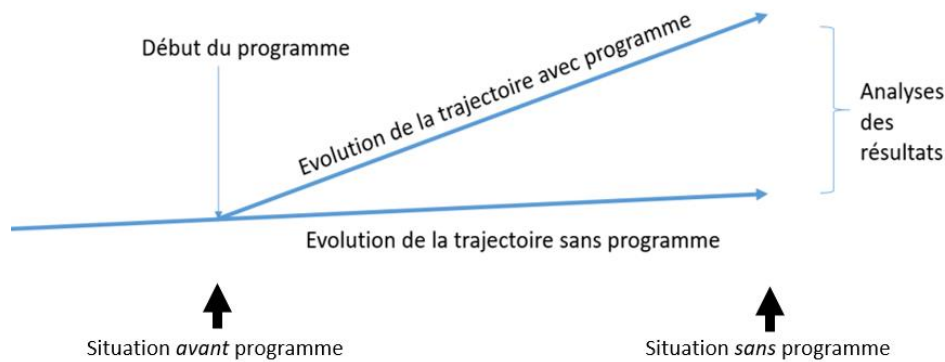 Début du programme
Evolution de la trajectoire avec programme
Analyses
des
résultats
Evolution de la trajectoire sans programme
Situation avant programme
Situation sans programme